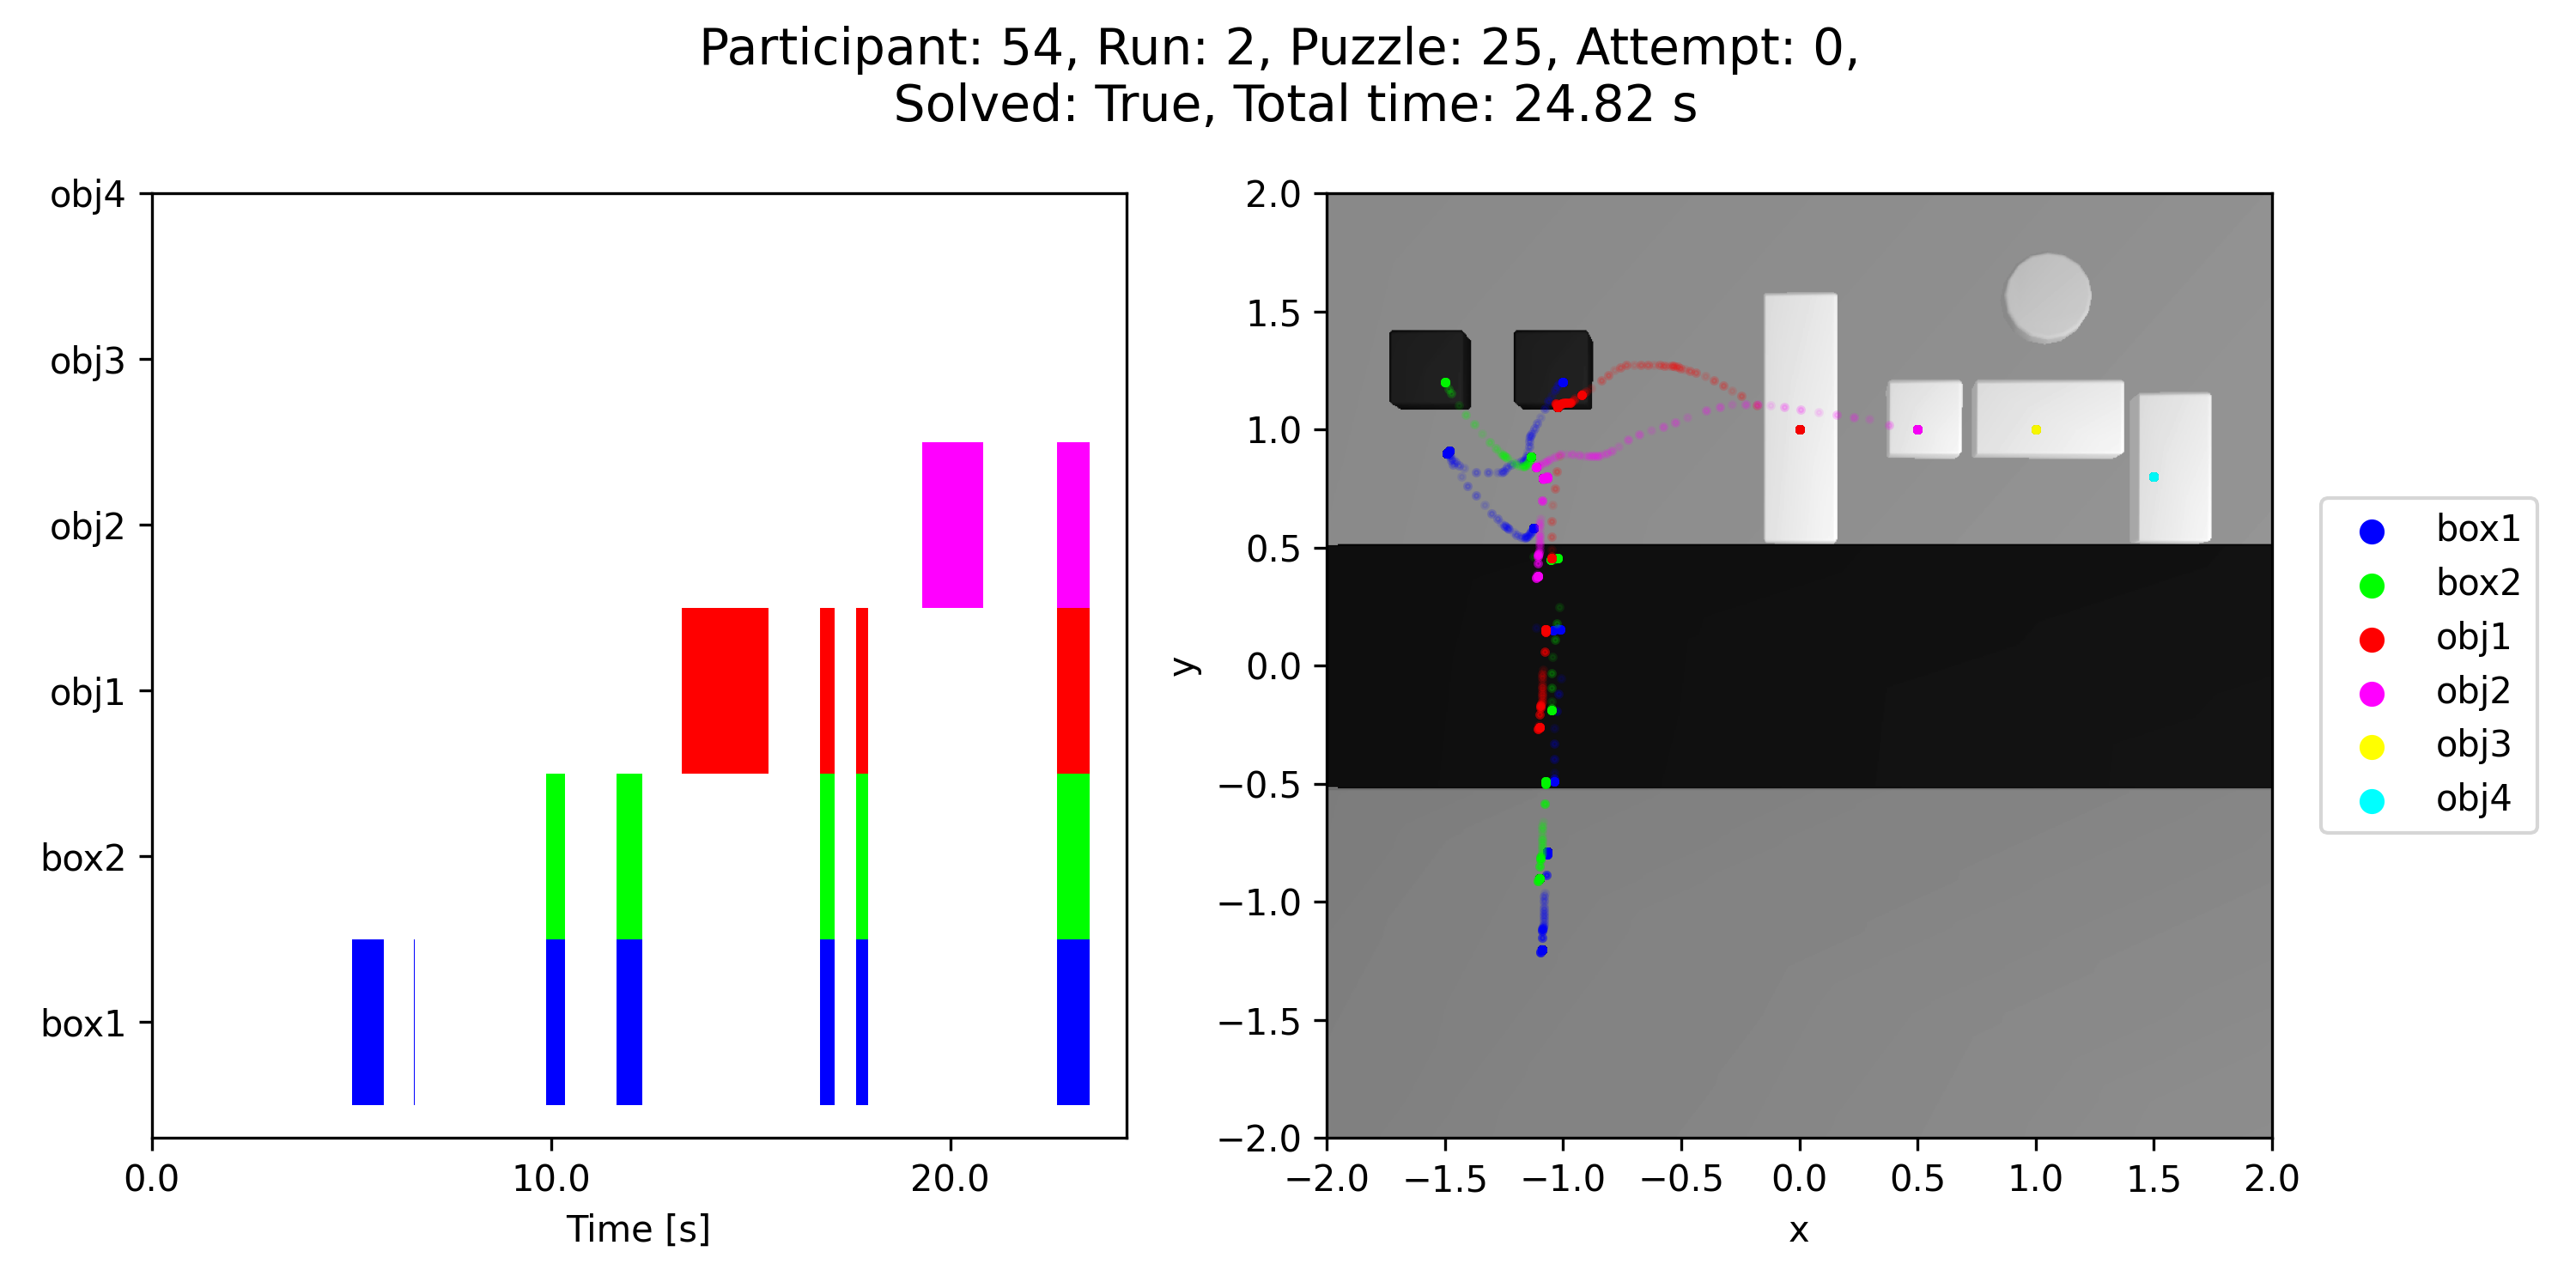 Participant: 54, Run: 2, Puzzle: 25, Attempt: 0,
Solved: True, Total time: 24.82 s
obj4
obj3
obj2
obj1
box2
box1
0.0 10.0 20.0
Time [s]
2.0
1.5
1.0
0.5
0.0
−0.5
−1.0
−1.5
−2.0
y
−2.0 −1.5 −1.0 −0.5 0.0 0.5 1.0 1.5 2.0
x
box1
box2
obj1
obj2
obj3
obj4